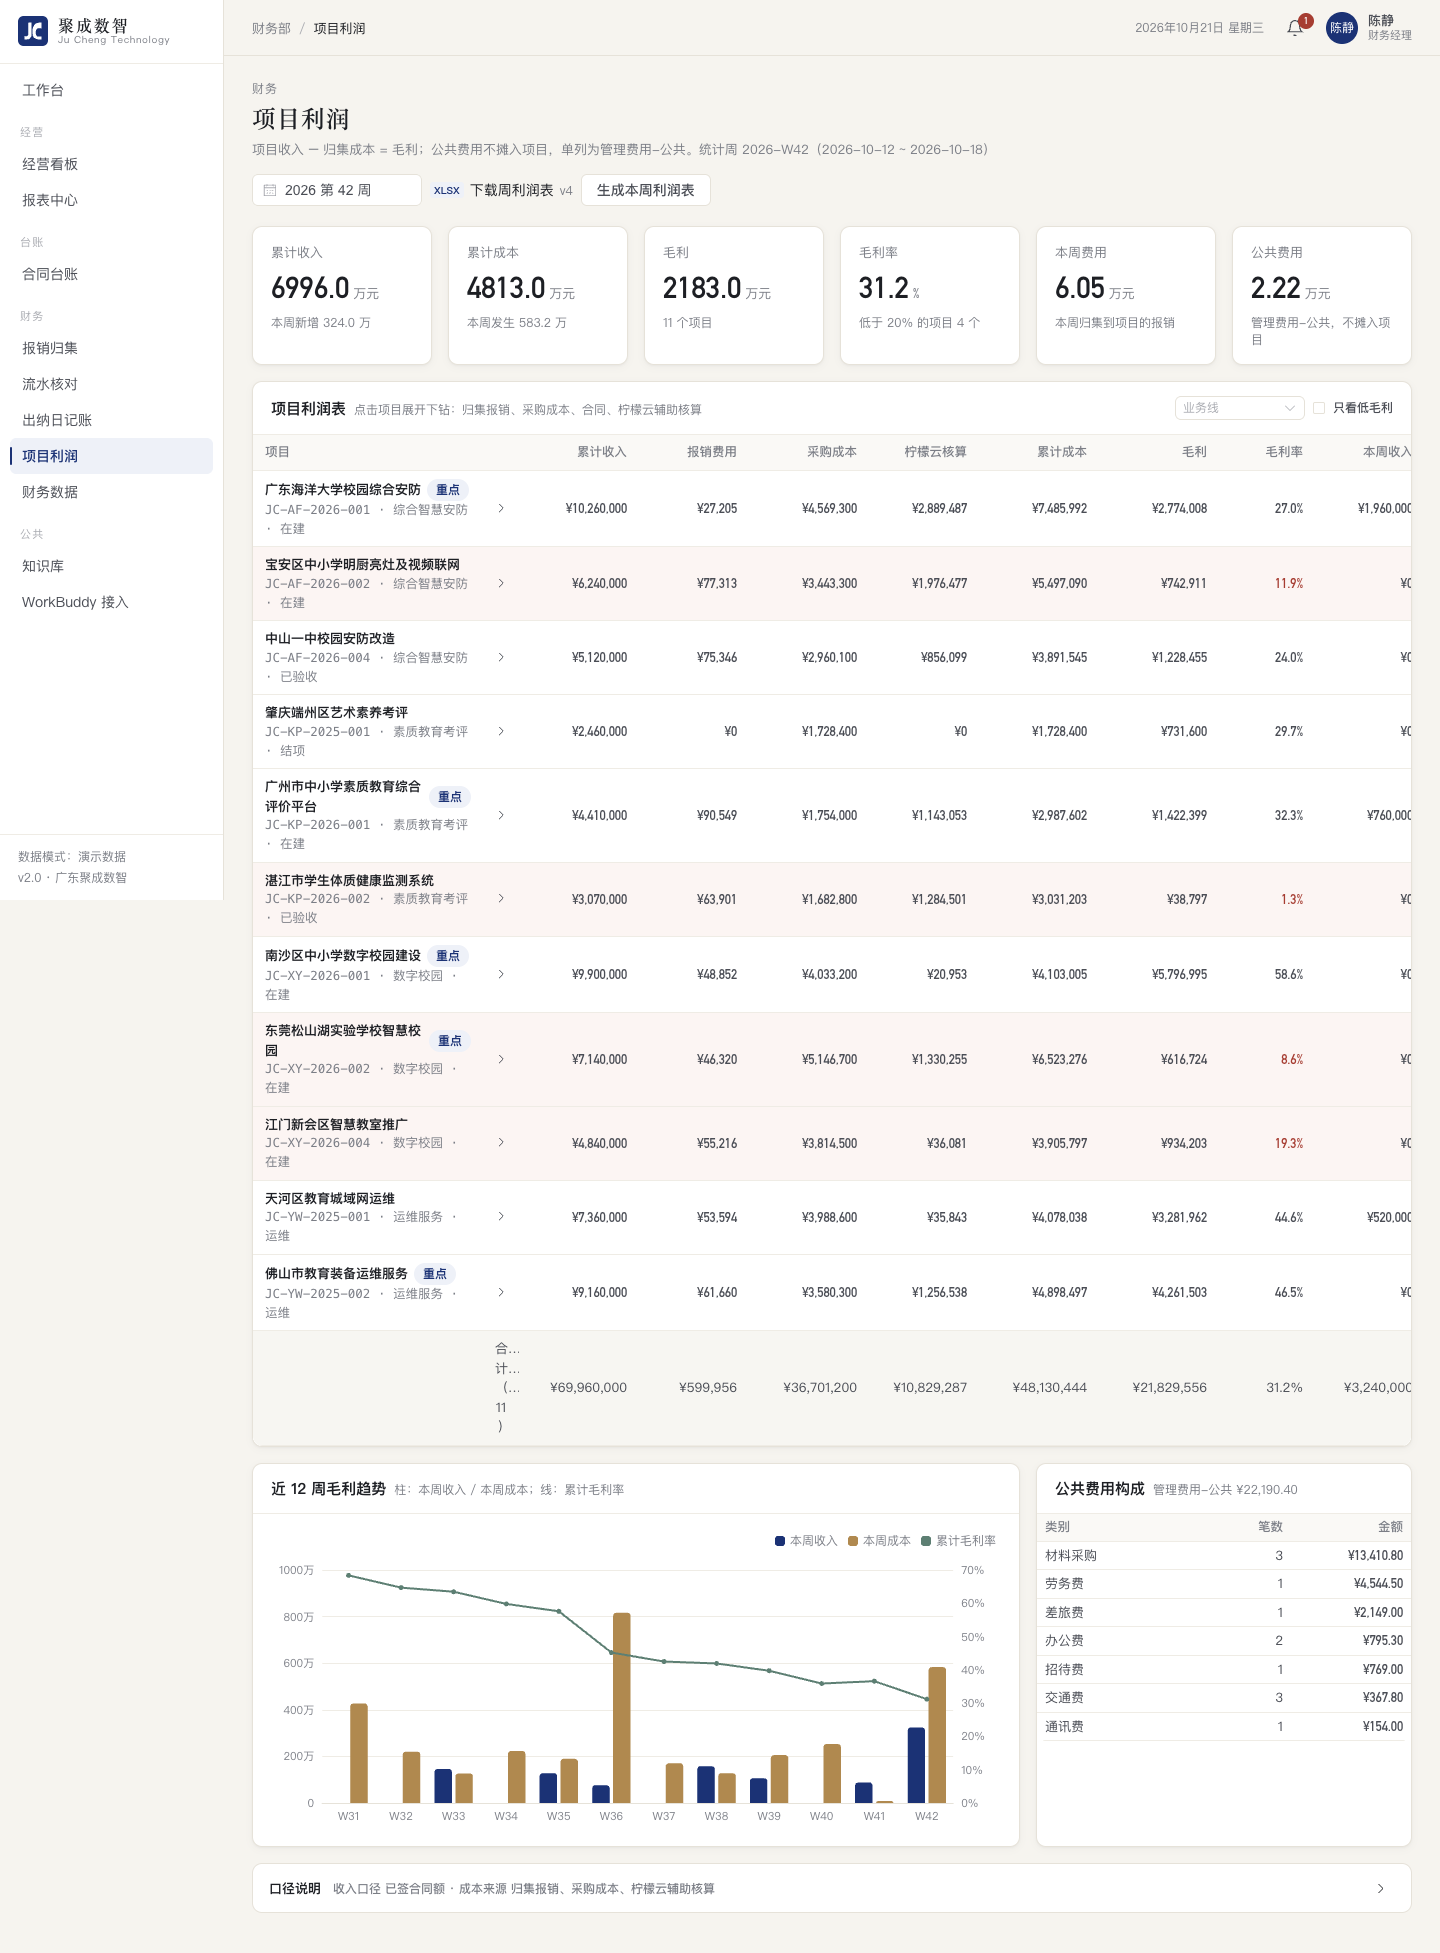 JC 聚成数智
Ju Cheng Technology
工作台
经营
经营看板
报表中心
台账
合同台账
财务
报销归集
流水核对
出纳日记账
项目利润
财务数据
公共
知识库
WorkBuddy 接入
数据模式：演示数据
v2.0 · 广东聚成数智
财务部 / 项目利润
2026年10月21日 星期三
1
陈静
陈静
财务经理
财务
项目利润
项目收入 − 归集成本 = 毛利；公共费用不摊入项目，单列为管理费用-公共。统计周 2026-W42（2026-10-12 ~ 2026-10-18）
2026 第 42 周
XLSX 下载周利润表 v4
生成本周利润表
累计收入
6996.0 万元
本周新增 324.0 万
累计成本
4813.0 万元
本周发生 583.2 万
毛利
2183.0 万元
11 个项目
毛利率
31.2 %
低于 20% 的项目 4 个
本周费用
6.05 万元
本周归集到项目的报销
公共费用
2.22 万元
管理费用-公共，不摊入项
目
项目利润表 点击项目展开下钻：归集报销、采购成本、合同、柠檬云辅助核算
业务线
只看低毛利
项目 累计收入 报销费用 采购成本 柠檬云核算 累计成本 毛利 毛利率 本周收入
广东海洋大学校园综合安防 重点
JC-AF-2026-001 · 综合智慧安防
· 在建
¥10,260,000 ¥27,205 ¥4,569,300 ¥2,889,487 ¥7,485,992 ¥2,774,008 27.0% ¥1,960,000
宝安区中小学明厨亮灶及视频联网
JC-AF-2026-002 · 综合智慧安防
· 在建
¥6,240,000 ¥77,313 ¥3,443,300 ¥1,976,477 ¥5,497,090 ¥742,911 11.9% ¥0
中山一中校园安防改造
JC-AF-2026-004 · 综合智慧安防
· 已验收
¥5,120,000 ¥75,346 ¥2,960,100 ¥856,099 ¥3,891,545 ¥1,228,455 24.0% ¥0
肇庆端州区艺术素养考评
JC-KP-2025-001 · 素质教育考评
· 结项
¥2,460,000 ¥0 ¥1,728,400 ¥0 ¥1,728,400 ¥731,600 29.7% ¥0
广州市中小学素质教育综合
评价平台 重点
JC-KP-2026-001 · 素质教育考评
· 在建
¥4,410,000 ¥90,549 ¥1,754,000 ¥1,143,053 ¥2,987,602 ¥1,422,399 32.3% ¥760,000
湛江市学生体质健康监测系统
JC-KP-2026-002 · 素质教育考评
· 已验收
¥3,070,000 ¥63,901 ¥1,682,800 ¥1,284,501 ¥3,031,203 ¥38,797 1.3% ¥0
南沙区中小学数字校园建设 重点
JC-XY-2026-001 · 数字校园 ·
在建
¥9,900,000 ¥48,852 ¥4,033,200 ¥20,953 ¥4,103,005 ¥5,796,995 58.6% ¥0
东莞松山湖实验学校智慧校
园 重点
JC-XY-2026-002 · 数字校园 ·
在建
¥7,140,000 ¥46,320 ¥5,146,700 ¥1,330,255 ¥6,523,276 ¥616,724 8.6% ¥0
江门新会区智慧教室推广
JC-XY-2026-004 · 数字校园 ·
在建
¥4,840,000 ¥55,216 ¥3,814,500 ¥36,081 ¥3,905,797 ¥934,203 19.3% ¥0
天河区教育城域网运维
JC-YW-2025-001 · 运维服务 ·
运维
¥7,360,000 ¥53,594 ¥3,988,600 ¥35,843 ¥4,078,038 ¥3,281,962 44.6% ¥520,000
佛山市教育装备运维服务 重点
JC-YW-2025-002 · 运维服务 ·
运维
¥9,160,000 ¥61,660 ¥3,580,300 ¥1,256,538 ¥4,898,497 ¥4,261,503 46.5% ¥0
合…
计…
（…
11
）
¥69,960,000 ¥599,956 ¥36,701,200 ¥10,829,287 ¥48,130,444 ¥21,829,556 31.2% ¥3,240,000
近 12 周毛利趋势 柱：本周收入 / 本周成本；线：累计毛利率
本周收入 本周成本 累计毛利率
1000万 70%
800万 60%
50%
600万 40%
400万 30%
20%
200万 10%
0 0%
W31 W32 W33 W34 W35 W36 W37 W38 W39 W40 W41 W42
公共费用构成 管理费用-公共 ¥22,190.40
类别 笔数 金额
材料采购 3 ¥13,410.80
劳务费 1 ¥4,544.50
差旅费 1 ¥2,149.00
办公费 2 ¥795.30
招待费 1 ¥769.00
交通费 3 ¥367.80
通讯费 1 ¥154.00
口径说明 收入口径 已签合同额 · 成本来源 归集报销、采购成本、柠檬云辅助核算